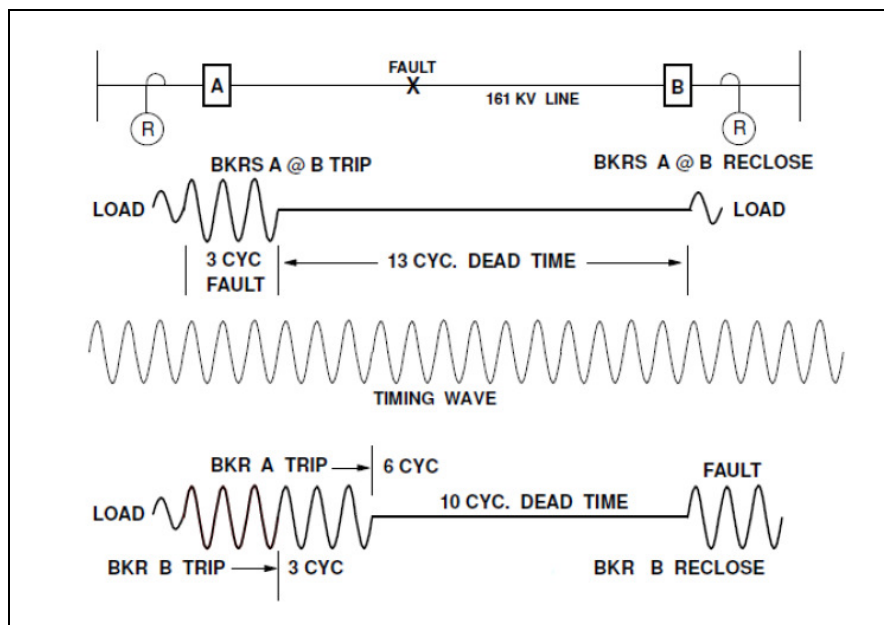 FAULT
A
X
B
161 KV LINE
R
R
BKRS A @ B TRIP
BKRS A @ B RECLOSE
LOAD
LOAD
3 CYC
FAULT
13 CYC. DEAD TIME
TIMING WAVE
BKR A TRIP
6 CYC
FAULT
LOAD
10 CYC. DEAD TIME
BKR B TRIP
3 CYC
BKR B RECLOSE